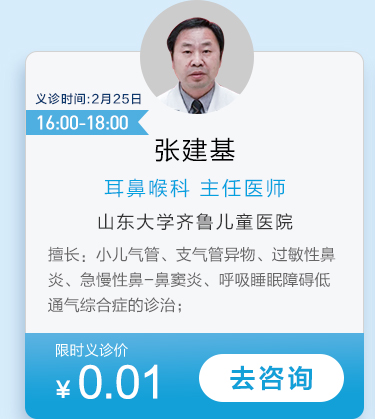 义诊时间:2月25日
16:00-18:00
张建基
耳鼻喉科 主任医师
山东大学齐鲁儿童医院
擅长：小儿气管、支气管异物、过敏性鼻
炎、急慢性鼻-鼻窦炎、呼吸睡眠障碍低
通气综合症的诊治；
限时义诊价
¥ 0.01
去咨询